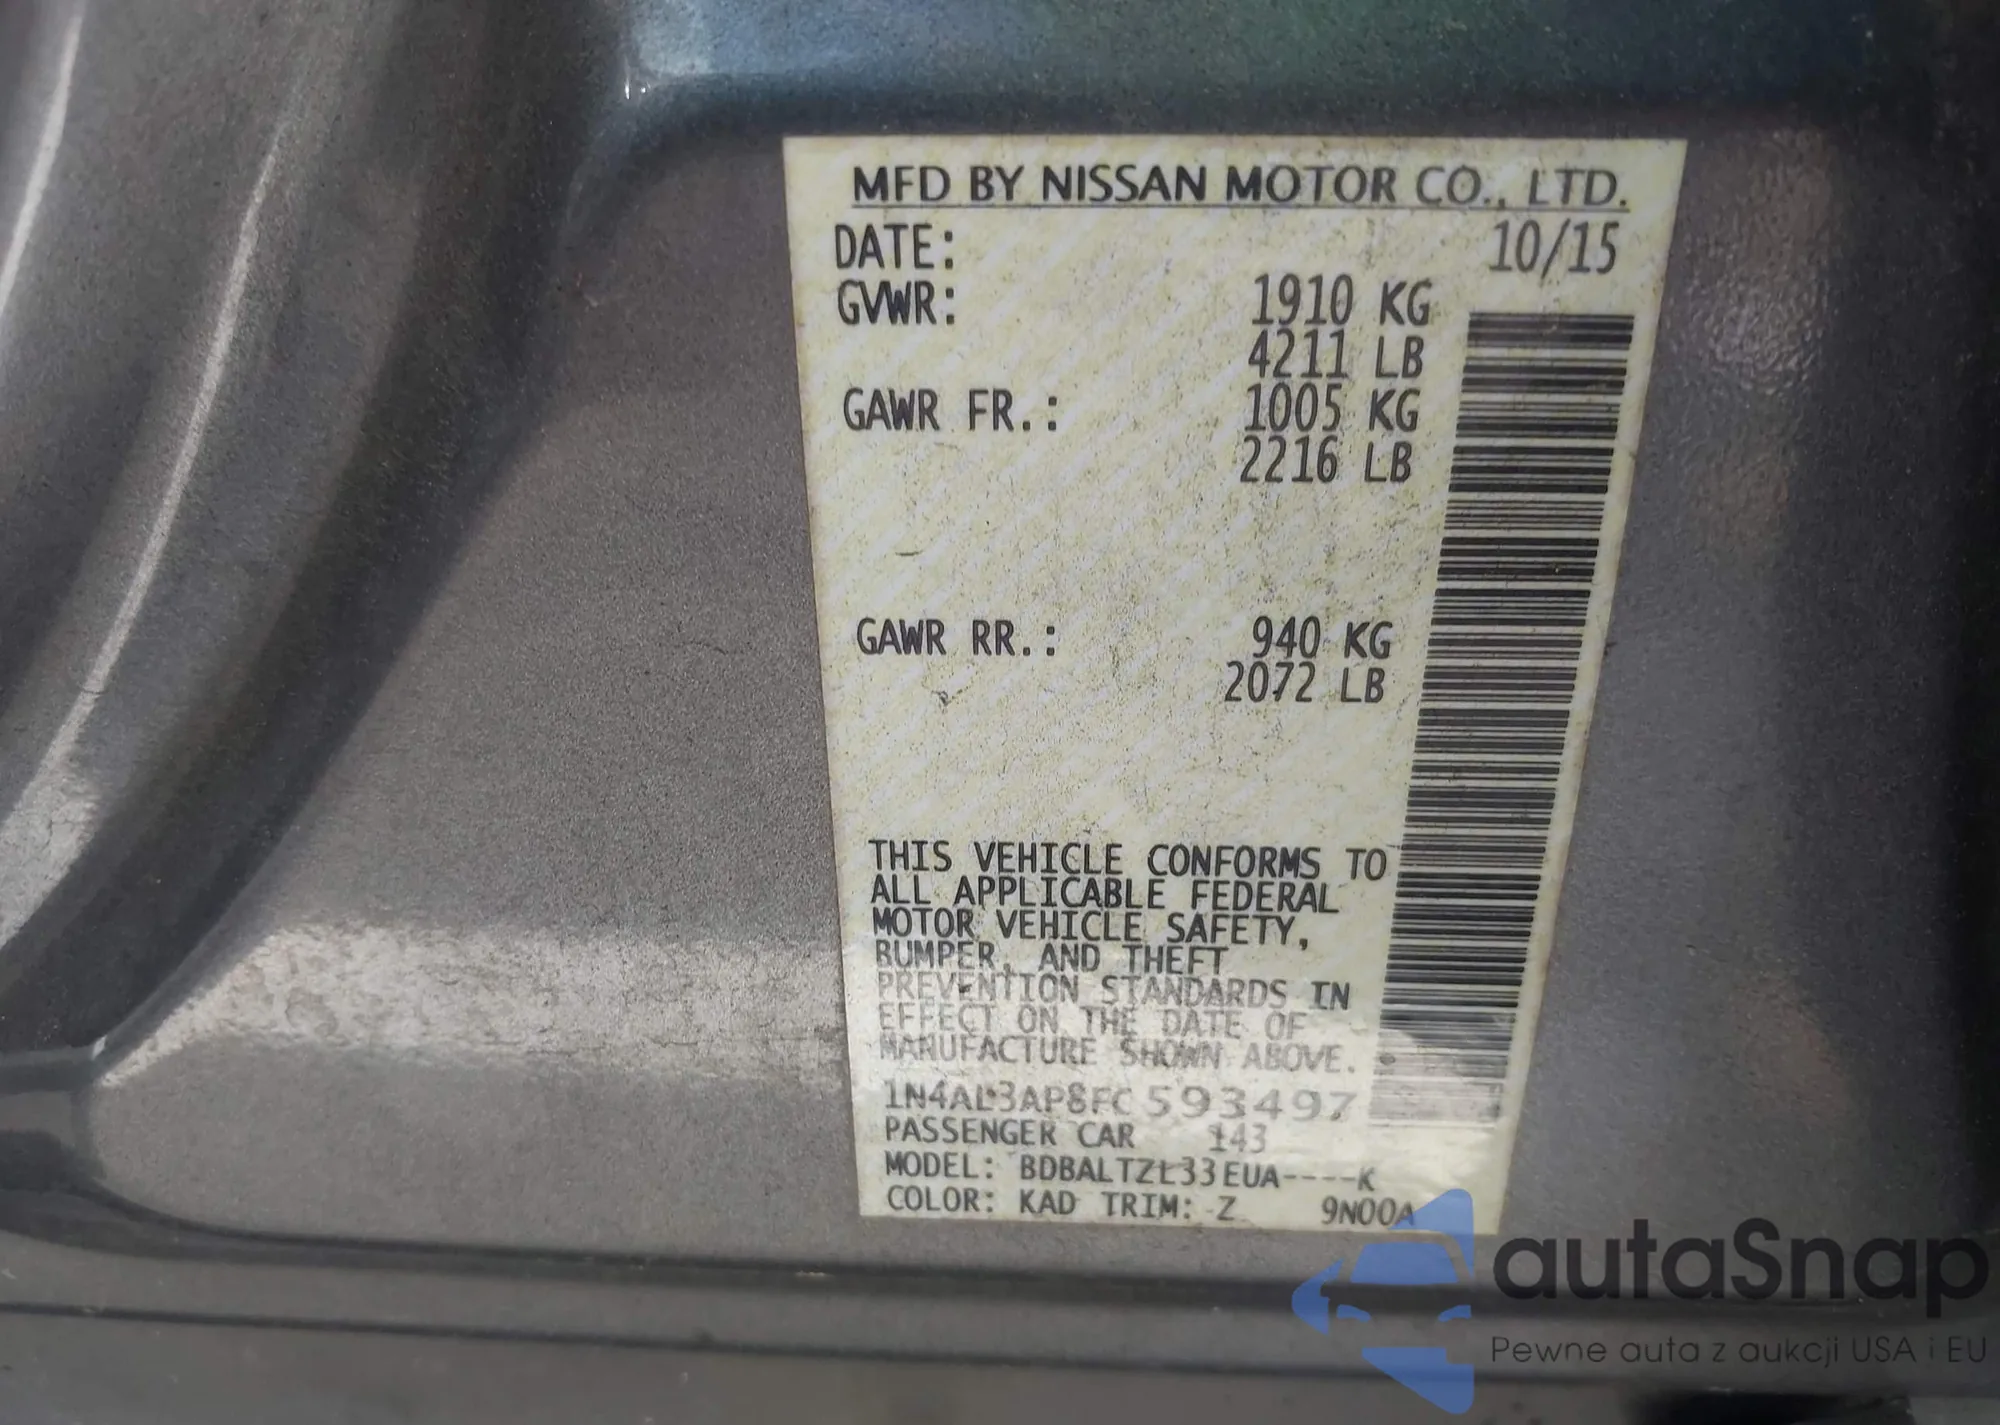 MFD BY NISSAN MOTOR CO., LTD.
DATE: 10/15
GVWR: 1910 KG
4211 LB
GAWR FR.: 1005 KG
2216 LB
GAWR RR.: 940 KG
2072 LB
THIS VEHICLE CONFORMS TO
ALL APPLICABLE FEDERAL
MOTOR VEHICLE SAFETY,
BUMPER, AND THEFT
PREVENTION STANDARDS IN
EFFECT ON THE DATE OF
MANUFACTURE SHOWN ABOVE.
1N4AL3AP8FC593497
PASSENGER CAR 143
MODEL: BDBALTZL33EUA----K
COLOR: KAD TRIM: Z 9N00A
autaSnap
Pewne auta z aukcji USA i EU